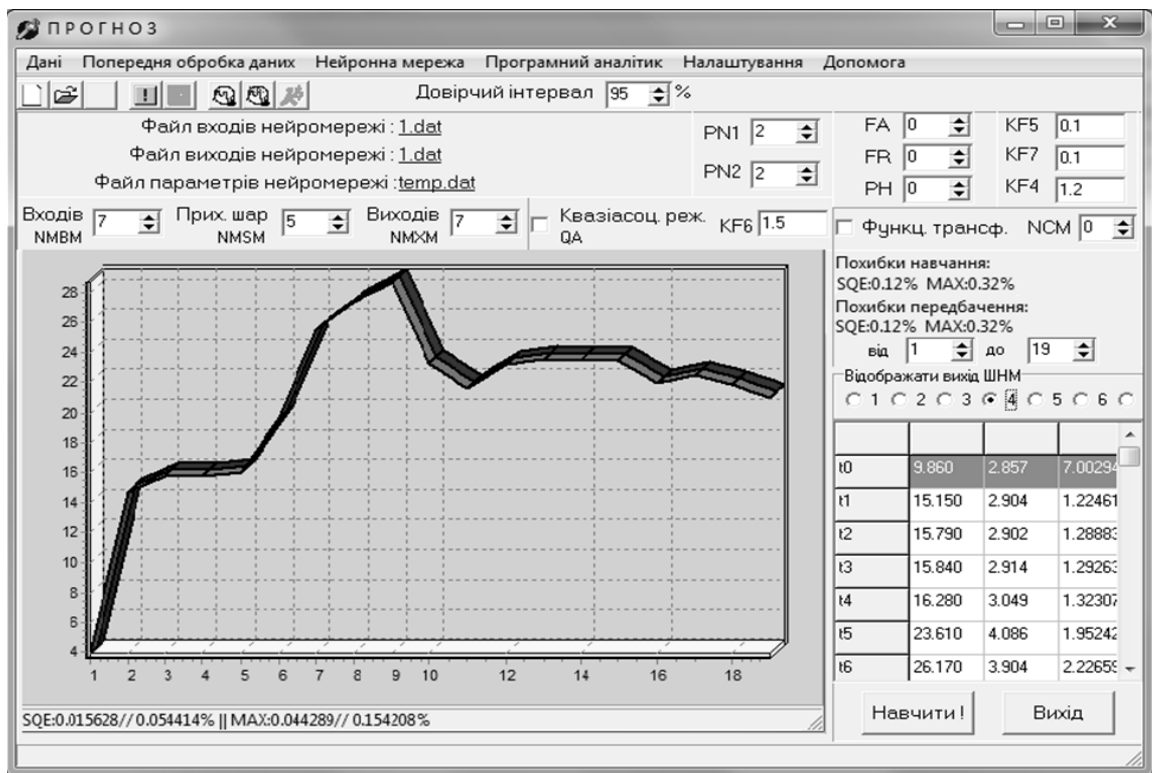 ПРОГНОЗ
Дані Попередня обробка даних Нейронна мережа Програмний аналітик Налаштування Допомога
Довірчий інтервал 95 %
Файл входів нейромережі : 1.dat
Файл виходів нейромережі : 1.dat
Файл параметрів нейромережі :temp.dat
PN1 2
PN2 2
FA 0 KF5 0.1
FR 0 KF7 0.1
PH 0 KF4 1.2
Входів 7 Прих. шар 5 Виходів 7 Квазіасоц. реж. KF6 1.5
NMBM NMSM NMXM QA
Функц. трансф. NCM 0
Похибки навчання:
SQE:0.12% MAX:0.32%
Похибки передбачення:
SQE:0.12% MAX:0.32%
від 1 до 19
Відображати вихід ШНМ
1 2 3 4 5 6
28
26
24
22
20
18
16
14
12
10
8
6
4
1 2 3 4 5 6 7 8 9 10 12 14 16 18
t0 9.860 2.857 7.00294
t1 15.150 2.904 1.22461
t2 15.790 2.902 1.28883
t3 15.840 2.914 1.29263
t4 16.280 3.049 1.32307
t5 23.610 4.086 1.95242
t6 26.170 3.904 2.22659
SQE:0.015628// 0.054414% || MAX:0.044289// 0.154208%
Навчити ! Вихід